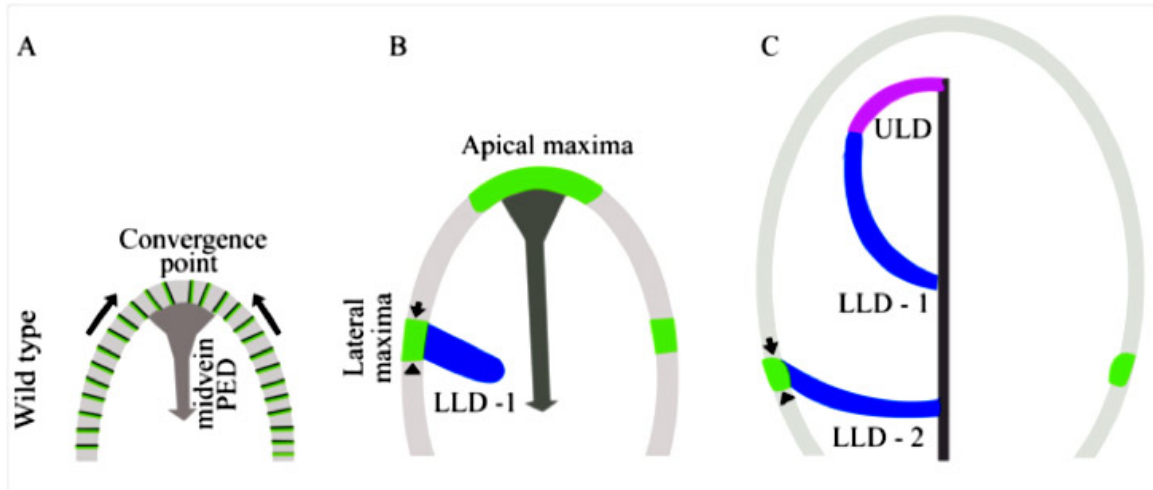 A
Wild type
Convergence
point
midvein
PED
B
Apical maxima
Lateral
maxima
LLD -1
C
ULD
LLD - 1
LLD - 2